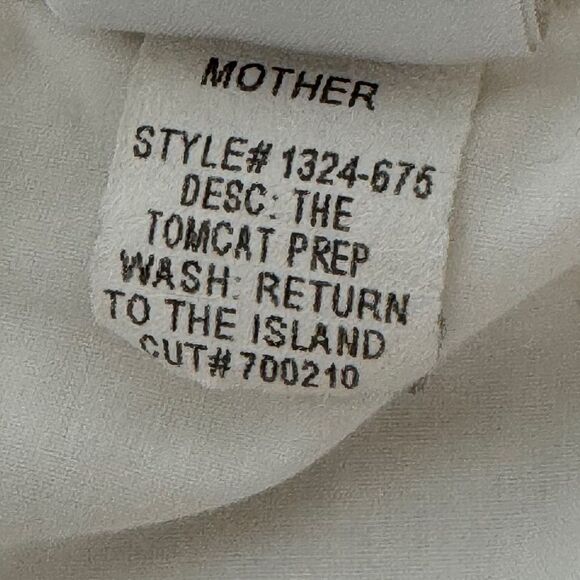 MOTHER
STYLE# 1324-675
DESC: THE
TOMCAT PREP
WASH: RETURN
TO THE ISLAND
CUT# 700210